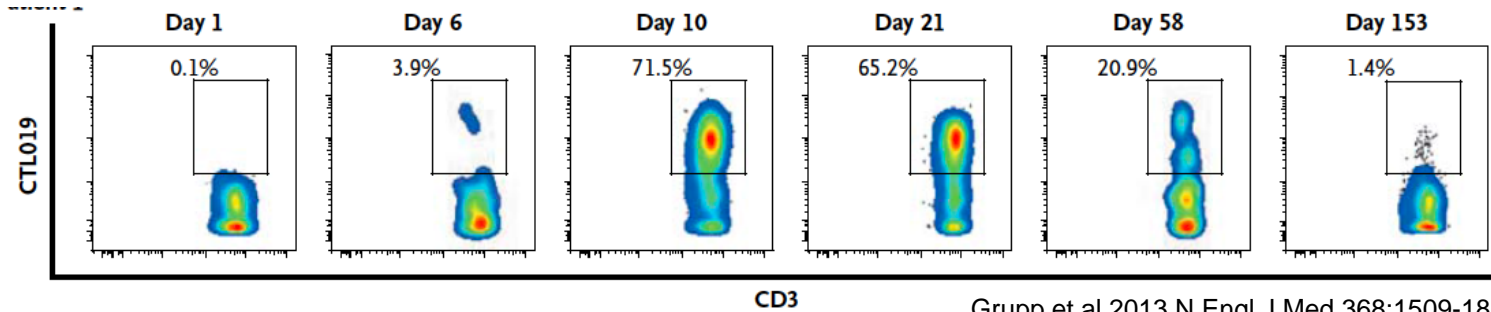 Day 1 Day 6 Day 10 Day 21 Day 58 Day 153
0.1% 3.9% 71.5% 65.2% 20.9% 1.4%
CTL019
CD3
Grupp et al 2013 N Engl J Med 368:1509-18